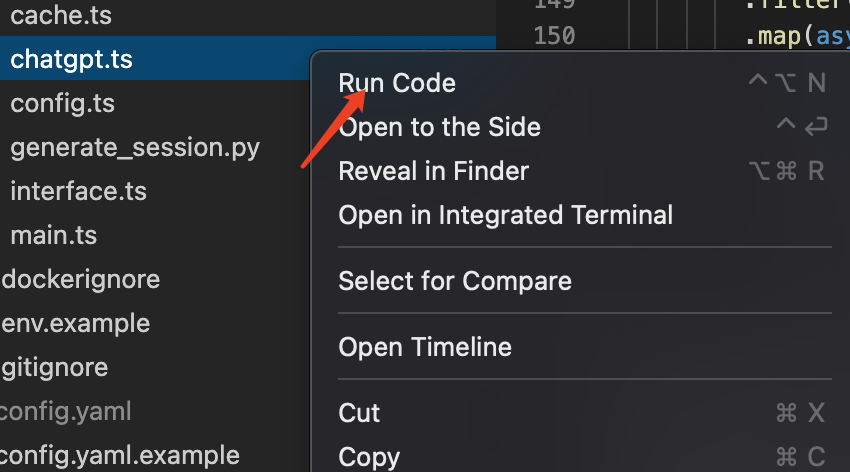 cache.ts
149
.filter
150
.map(asy
chatgpt.ts
Run Code ^⌥ N
config.ts
Open to the Side ^↩
generate_session.py
Reveal in Finder ⌥⌘ R
interface.ts
Open in Integrated Terminal
main.ts
dockerignore
Select for Compare
env.example
Open Timeline
gitignore
config.yaml
Cut ⌘ X
config.yaml.example
Copy ⌘ C